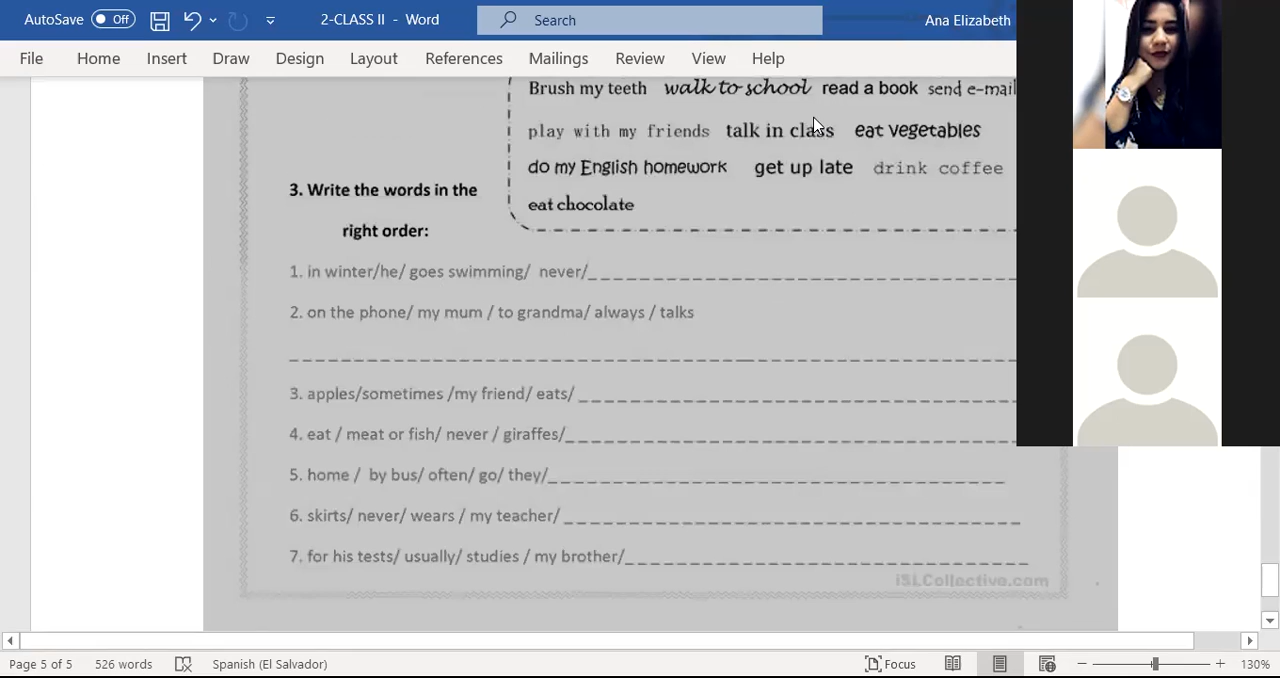 AutoSave Off 2-CLASS II - Word Search Ana Elizabeth
File Home Insert Draw Design Layout References Mailings Review View Help
Brush my teeth walk to school read a book send e-mail
play with my friends talk in class eat vegetables
do my English homework get up late drink coffee
3. Write the words in the
eat chocolate
right order:
1. in winter/he/ goes swimming/ never/
2. on the phone/ my mum / to grandma/ always / talks
3. apples/sometimes /my friend/ eats/
4. eat / meat or fish/ never / giraffes/
5. home / by bus/ often/ go/ they/
6. skirts/ never/ wears / my teacher/
7. for his tests/ usually/ studies / my brother/
iSLCollective.com
Page 5 of 5 526 words Spanish (El Salvador) Focus 130%